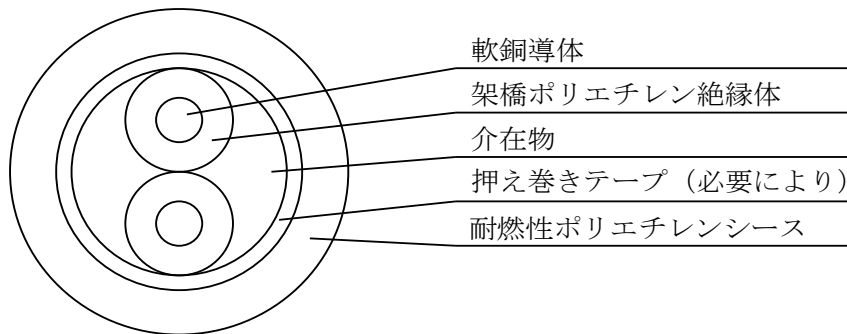 軟銅導体
架橋ポリエチレン絶縁体
介在物
押え巻きテープ（必要により）
耐燃性ポリエチレンシース